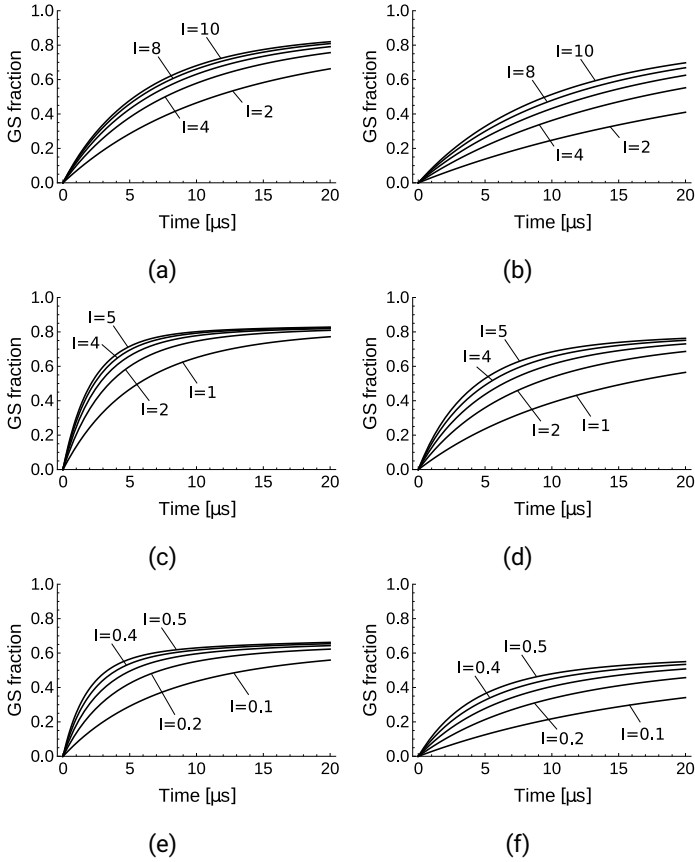 1.0
0.8
0.6
0.4
0.2
0.0
GS fraction
I=10
I=8
I=4
I=2
0 5 10 15 20
Time [µs]
(a)
1.0
0.8
0.6
0.4
0.2
0.0
GS fraction
I=10
I=8
I=4
I=2
0 5 10 15 20
Time [µs]
(b)
1.0
0.8
0.6
0.4
0.2
0.0
GS fraction
I=5
I=4
I=2
I=1
0 5 10 15 20
Time [µs]
(c)
1.0
0.8
0.6
0.4
0.2
0.0
GS fraction
I=5
I=4
I=2
I=1
0 5 10 15 20
Time [µs]
(d)
1.0
0.8
0.6
0.4
0.2
0.0
GS fraction
I=0.5
I=0.4
I=0.2
I=0.1
0 5 10 15 20
Time [µs]
(e)
1.0
0.8
0.6
0.4
0.2
0.0
GS fraction
I=0.5
I=0.4
I=0.2
I=0.1
0 5 10 15 20
Time [µs]
(f)